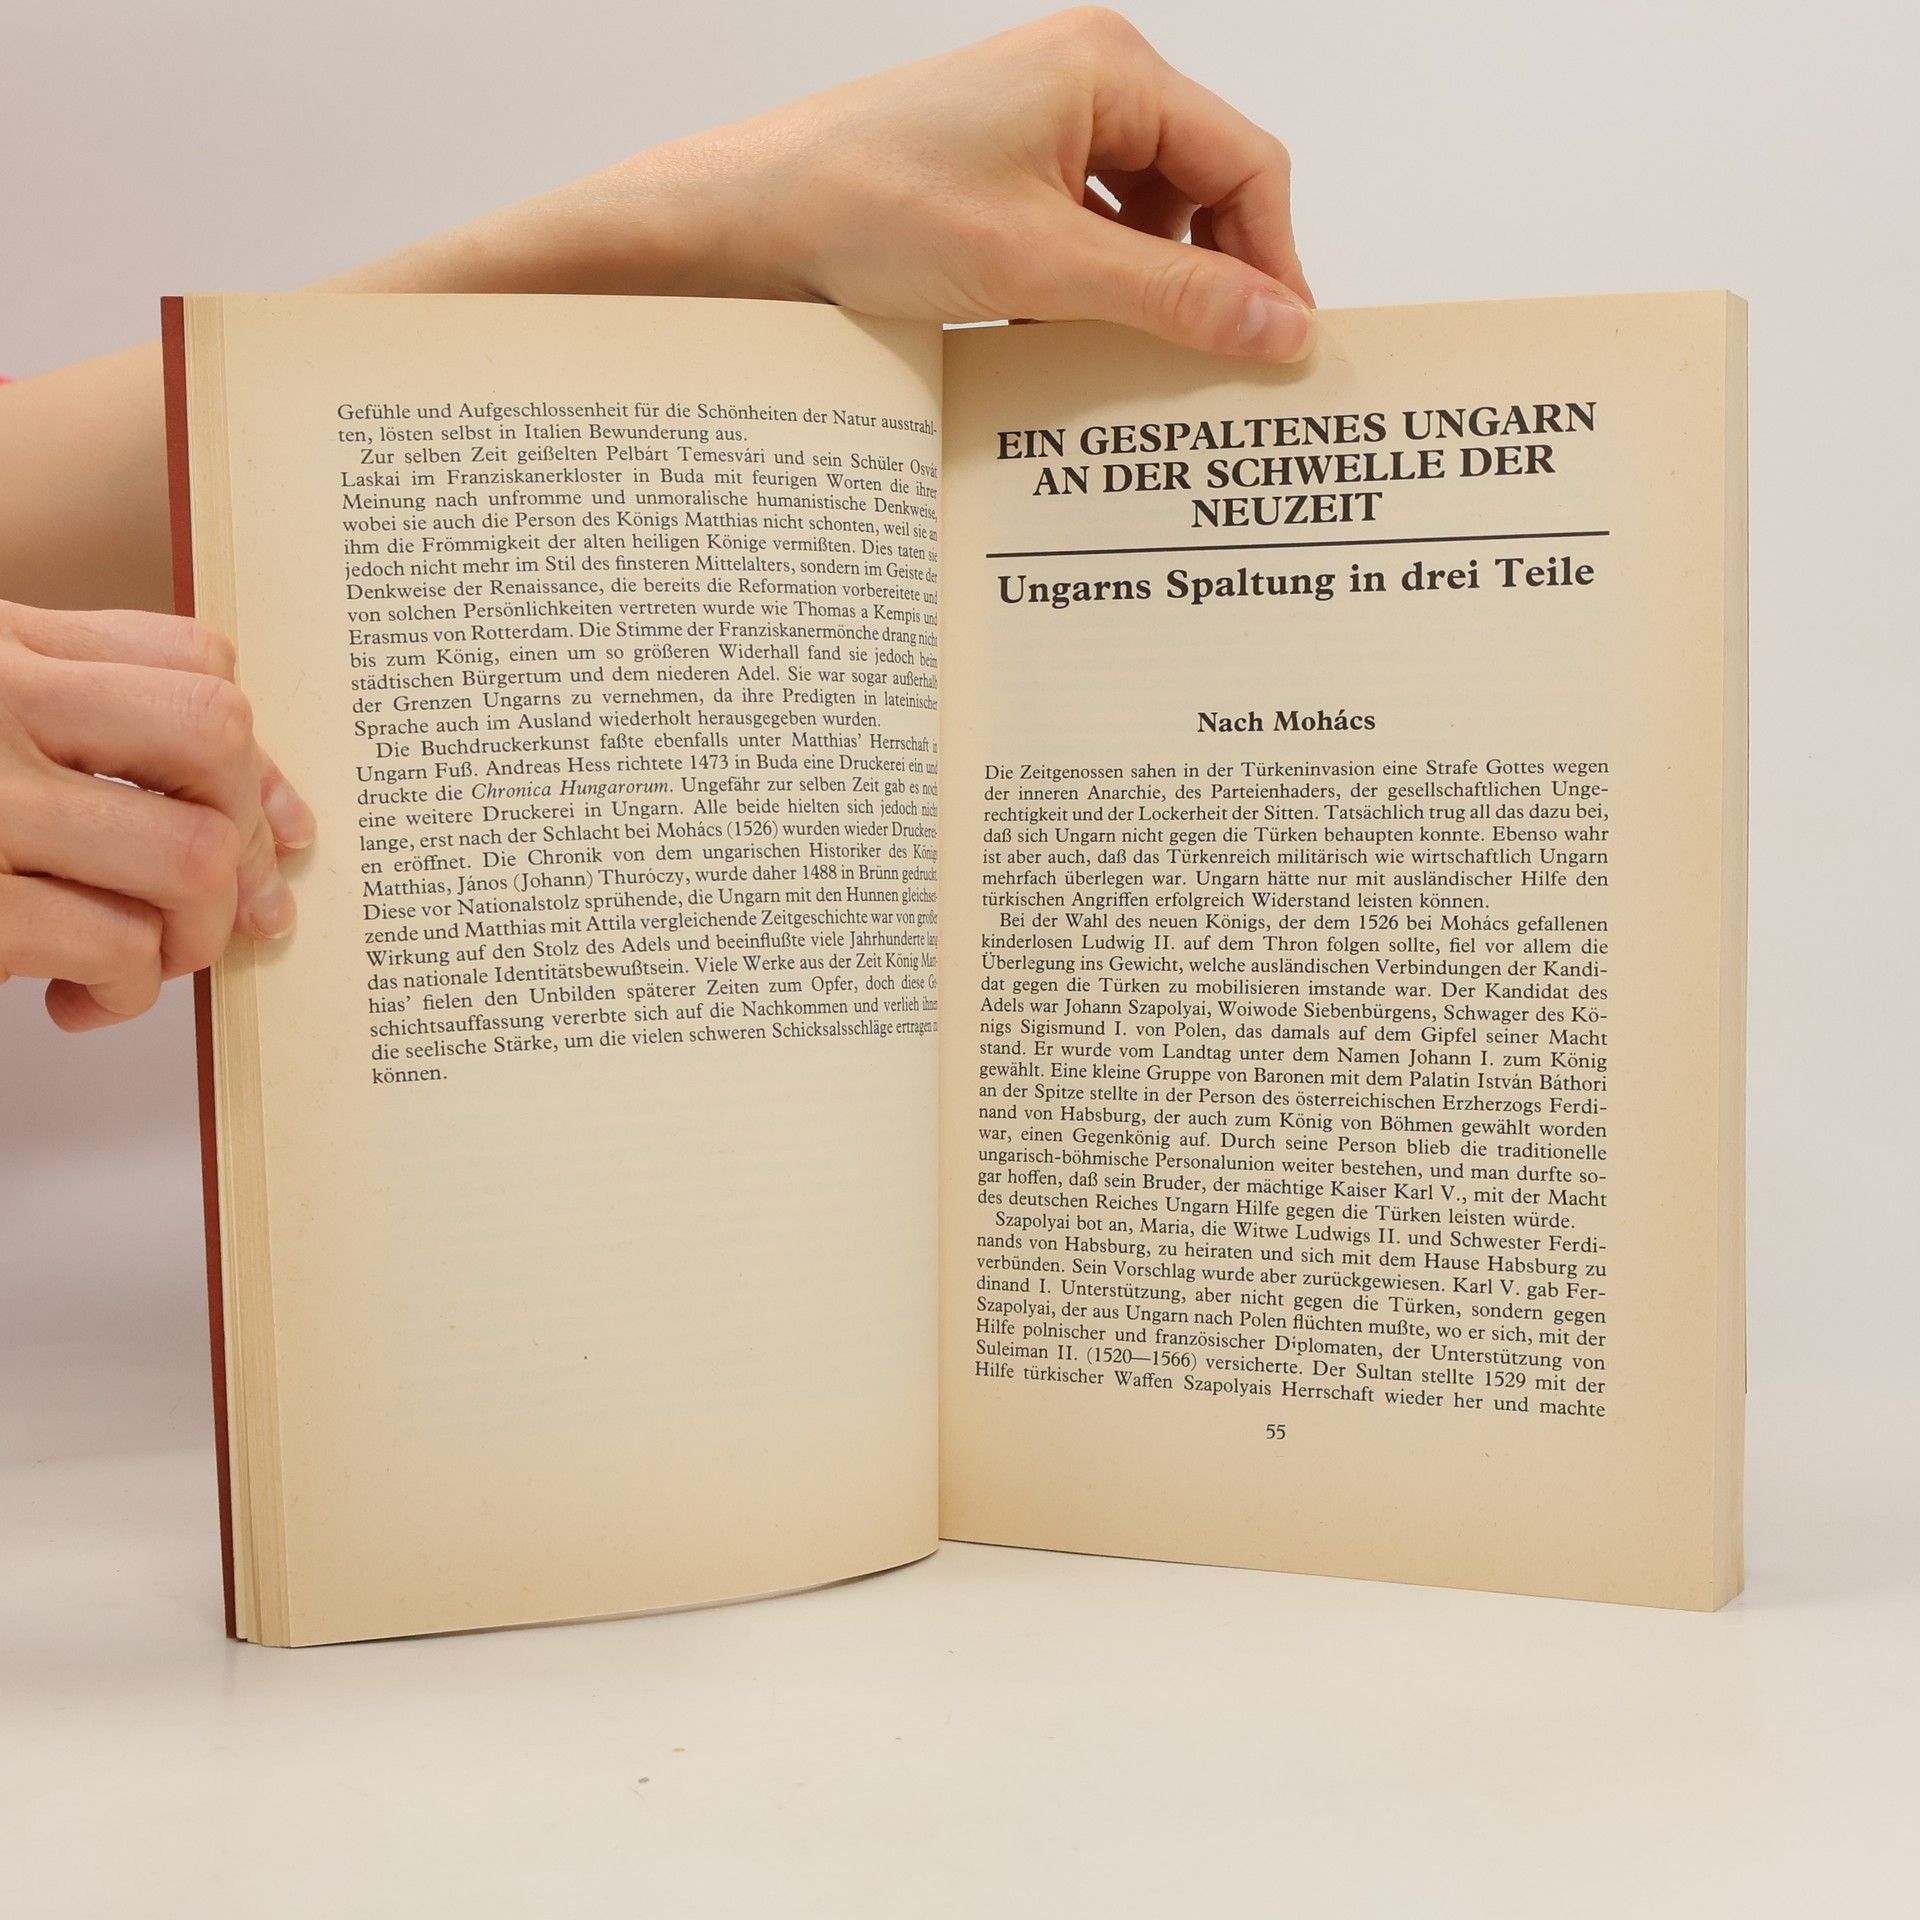 Gefühle und Aufgeschlossenheit für die Schönheiten der Natur ausstrahl-
ten, lösten selbst in Italien Bewunderung aus.
Zur selben Zeit geißelten Pelbárt Temesvári und sein Schüler Osvát
Laskai im Franziskanerkloster in Buda mit feurigen Worten die ihrer
Meinung nach unfromme und unmoralische humanistische Denkweise,
wobei sie auch die Person des Königs Matthias nicht schonten, weil sie an
ihm die Frömmigkeit der alten heiligen Könige vermißten. Dies taten sie
jedoch nicht mehr im Stil des finsteren Mittelalters, sondern im Geiste der
Denkweise der Renaissance, die bereits die Reformation vorbereitete und
von solchen Persönlichkeiten vertreten wurde wie Thomas a Kempis und
Erasmus von Rotterdam. Die Stimme der Franziskanermönche drang nicht
bis zum König, einen um so größeren Widerhall fand sie jedoch beim
städtischen Bürgertum und dem niederen Adel. Sie war sogar außerhalb
der Grenzen Ungarns zu vernehmen, da ihre Predigten in lateinischer
Sprache auch im Ausland wiederholt herausgegeben wurden.
Die Buchdruckerkunst faßte ebenfalls unter Matthias’ Herrschaft in
Ungarn Fuß. Andreas Hess richtete 1473 in Buda eine Druckerei ein und
druckte die Chronica Hungarorum. Ungefähr zur selben Zeit gab es noch
eine weitere Druckerei in Ungarn. Alle beide hielten sich jedoch nicht
lange, erst nach der Schlacht bei Mohács (1526) wurden wieder Druckerei-
en eröffnet. Die Chronik von dem ungarischen Historiker des Königs
Matthias, János (Johann) Thuróczy, wurde daher 1488 in Brünn gedruckt.
Diese vor Nationalstolz sprühende, die Ungarn mit den Hunnen gleichset-
zende und Matthias mit Attila vergleichende Zeitgeschichte war von großer
Wirkung auf den Stolz des Adels und beeinflußte viele Jahrhunderte lang
das nationale Identitätsbewußtsein. Viele Werke aus der Zeit König Matt-
hias’ fielen den Unbilden späterer Zeiten zum Opfer, doch diese Ge-
schichtsauffassung vererbte sich auf die Nachkommen und verlieh ihnen
die seelische Stärke, um die vielen schweren Schicksalsschläge ertragen zu
können.
EIN GESPALTENES UNGARN
AN DER SCHWELLE DER
NEUZEIT
Ungarns Spaltung in drei Teile
Nach Mohács
Die Zeitgenossen sahen in der Türkeninvasion eine Strafe Gottes wegen
der inneren Anarchie, des Parteienhaders, der gesellschaftlichen Unge-
rechtigkeit und der Lockerheit der Sitten. Tatsächlich trug all das dazu bei,
daß sich Ungarn nicht gegen die Türken behaupten konnte. Ebenso wahr
ist aber auch, daß das Türkenreich militärisch wie wirtschaftlich Ungarn
mehrfach überlegen war. Ungarn hätte nur mit ausländischer Hilfe den
türkischen Angriffen erfolgreich Widerstand leisten können.
Bei der Wahl des neuen Königs, der dem 1526 bei Mohács gefallenen
kinderlosen Ludwig II. auf dem Thron folgen sollte, fiel vor allem die
Überlegung ins Gewicht, welche ausländischen Verbindungen der Kandi-
dat gegen die Türken zu mobilisieren imstande war. Der Kandidat des
Adels war Johann Szapolyai, Woiwode Siebenbürgens, Schwager des Kö-
nigs Sigismund I. von Polen, das damals auf dem Gipfel seiner Macht
stand. Er wurde vom Landtag unter dem Namen Johann I. zum König
gewählt. Eine kleine Gruppe von Baronen mit dem Palatin István Báthori
an der Spitze stellte in der Person des österreichischen Erzherzogs Ferdi-
nand von Habsburg, der auch zum König von Böhmen gewählt worden
war, einen Gegenkönig auf. Durch seine Person blieb die traditionelle
ungarisch-böhmische Personalunion weiter bestehen, und man durfte so-
gar hoffen, daß sein Bruder, der mächtige Kaiser Karl V., mit der Macht
des deutschen Reiches Ungarn Hilfe gegen die Türken leisten würde.
Szapolyai bot an, Maria, die Witwe Ludwigs II. und Schwester Ferdi-
nands von Habsburg, zu heiraten und sich mit dem Hause Habsburg zu
verbünden. Sein Vorschlag wurde aber zurückgewiesen. Karl V. gab Fer-
dinand I. Unterstützung, aber nicht gegen die Türken, sondern gegen
Szapolyai, der aus Ungarn nach Polen flüchten mußte, wo er sich, mit der
Hilfe polnischer und französischer Diplomaten, der Unterstützung von
Suleiman II. (1520—1566) versicherte. Der Sultan stellte 1529 mit der
Hilfe türkischer Waffen Szapolyais Herrschaft wieder her und machte
55